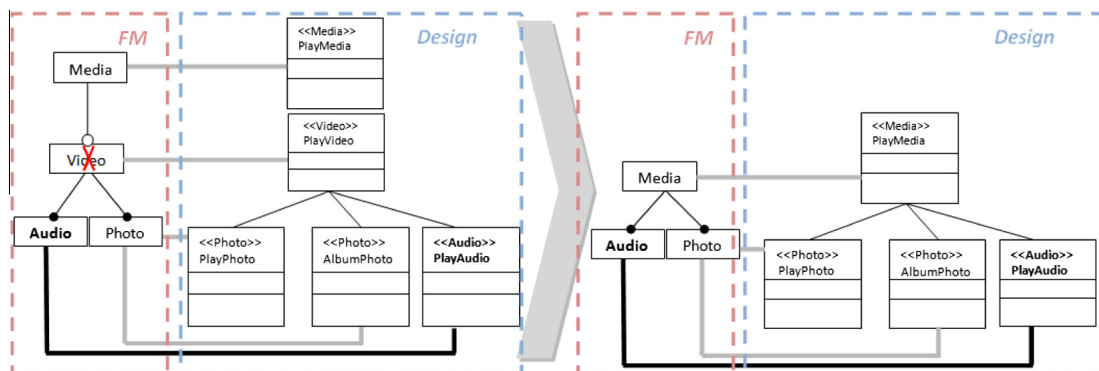 FM
Design
Media
<<Media>>
PlayMedia
<<Video>>
PlayVideo
Video
Audio
Photo
<<Photo>>
PlayPhoto
<<Photo>>
AlbumPhoto
<<Audio>>
PlayAudio
FM
Design
<<Media>>
PlayMedia
Media
Audio
Photo
<<Photo>>
PlayPhoto
<<Photo>>
AlbumPhoto
<<Audio>>
PlayAudio